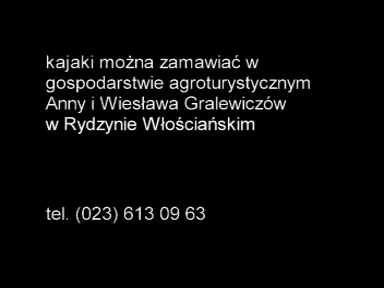 kajaki można zamawiać w
gospodarstwie agroturystycznym
Anny i Wiesława Gralewiczów
w Rydzynie Włościańskim
tel. (023) 613 09 63